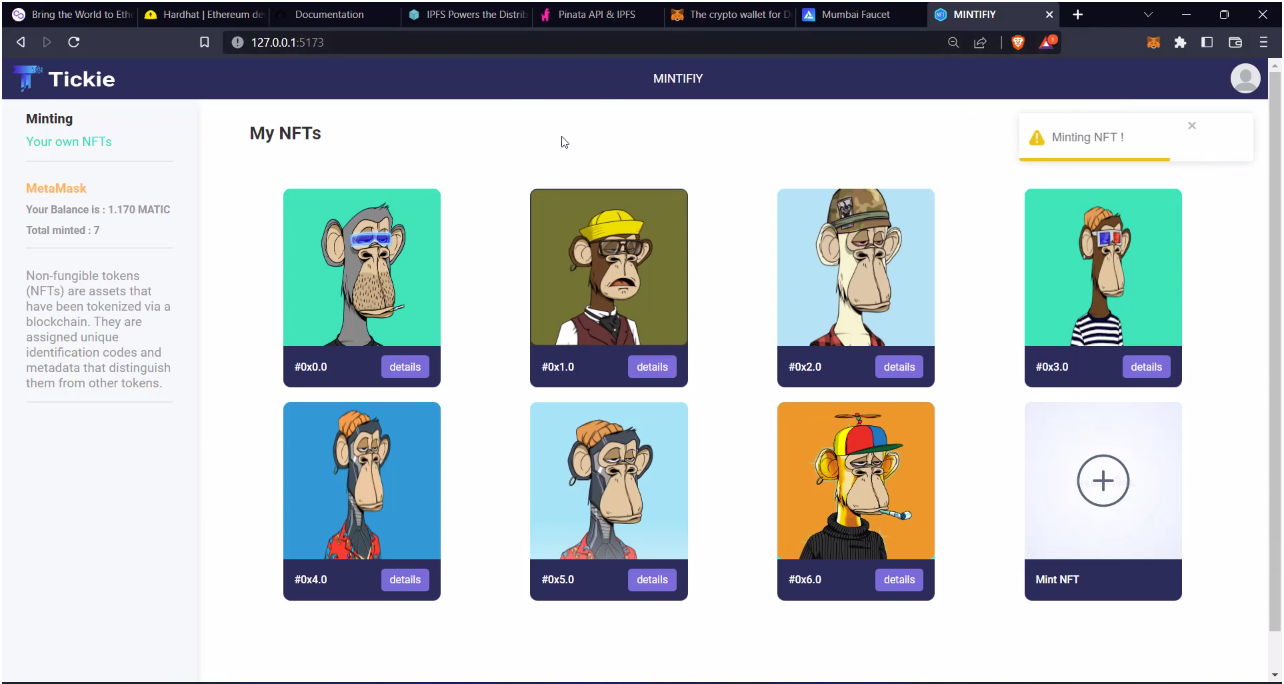 Bring the World to Eth
Hardhat | Ethereum de
Documentation
IPFS Powers the Distrib
Pinata API & IPFS
The crypto wallet for D
Mumbai Faucet
MINTIFIY
127.0.0.1:5173
Tickie
MINTIFIY
Minting
Your own NFTs
MetaMask
Your Balance is : 1.170 MATIC
Total minted : 7
Non-fungible tokens
(NFTs) are assets that
have been tokenized via a
blockchain. They are
assigned unique
identification codes and
metadata that distinguish
them from other tokens.
My NFTs
Minting NFT !
#0x0.0 details
#0x1.0 details
#0x2.0 details
#0x3.0 details
#0x4.0 details
#0x5.0 details
#0x6.0 details
Mint NFT